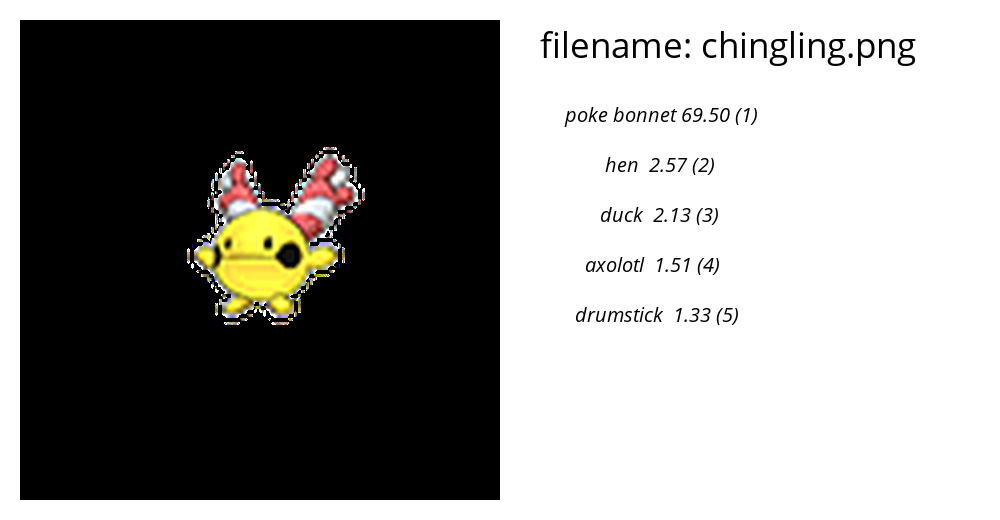 filename: chingling.png
poke bonnet 69.50 (1)
hen 2.57 (2)
duck 2.13 (3)
axolotl 1.51 (4)
drumstick 1.33 (5)